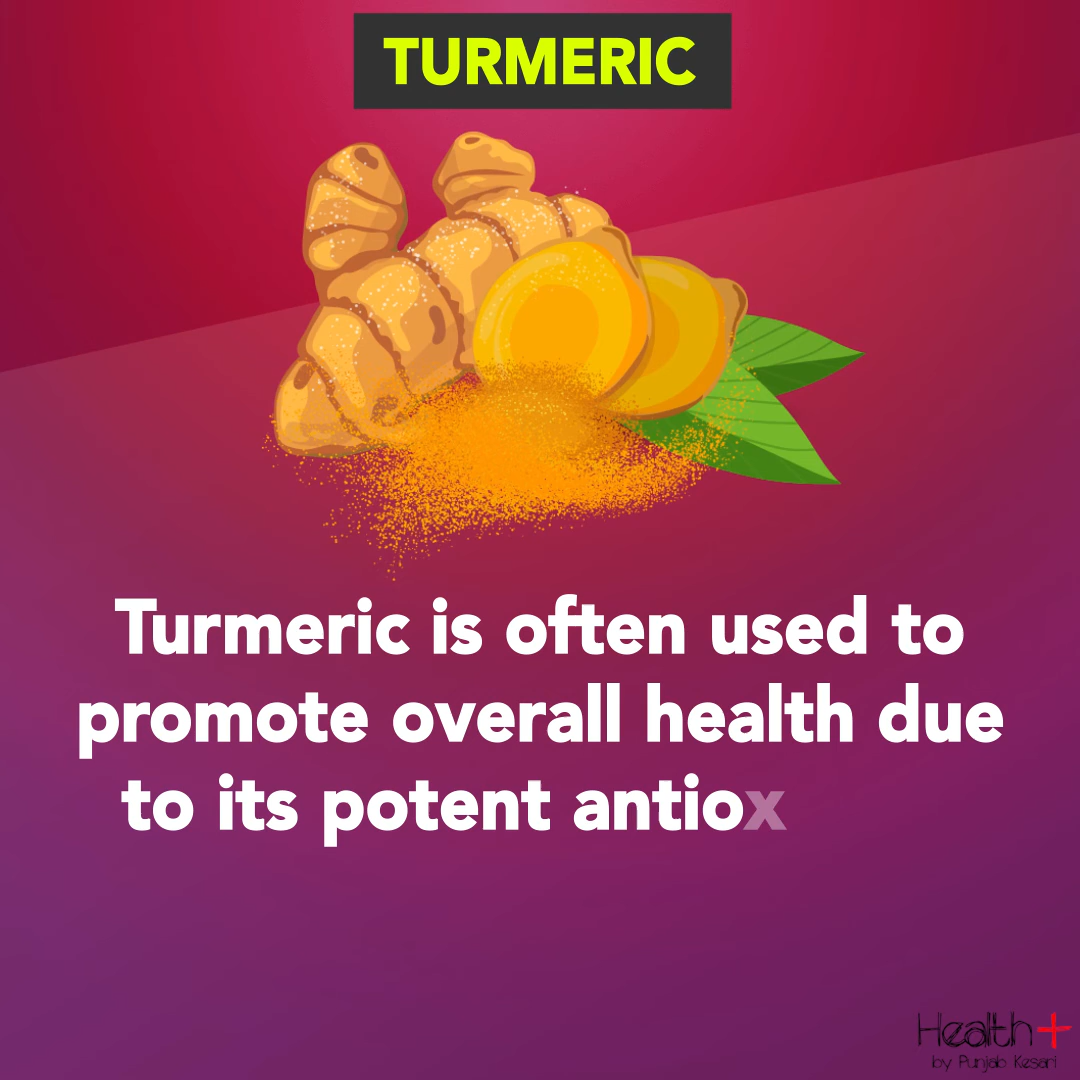 TURMERIC
Turmeric is often used to
promote overall health due
to its potent antiox
Health+
by Punjab Kesari